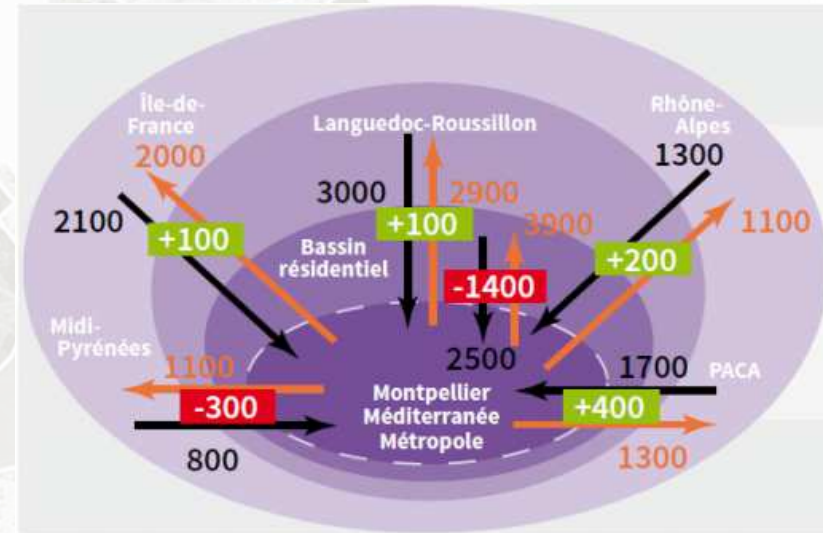 Île-de-
France
2000
2100
+100
Languedoc-Roussillon
3000
2900
+100
Rhône-
Alpes
1300
1100
+200
Bassin
résidentiel
3900
-1400
2500
Midi-
Pyrénées
1100
-300
800
Montpellier
Méditerranée
Métropole
1700
PACA
+400
1300